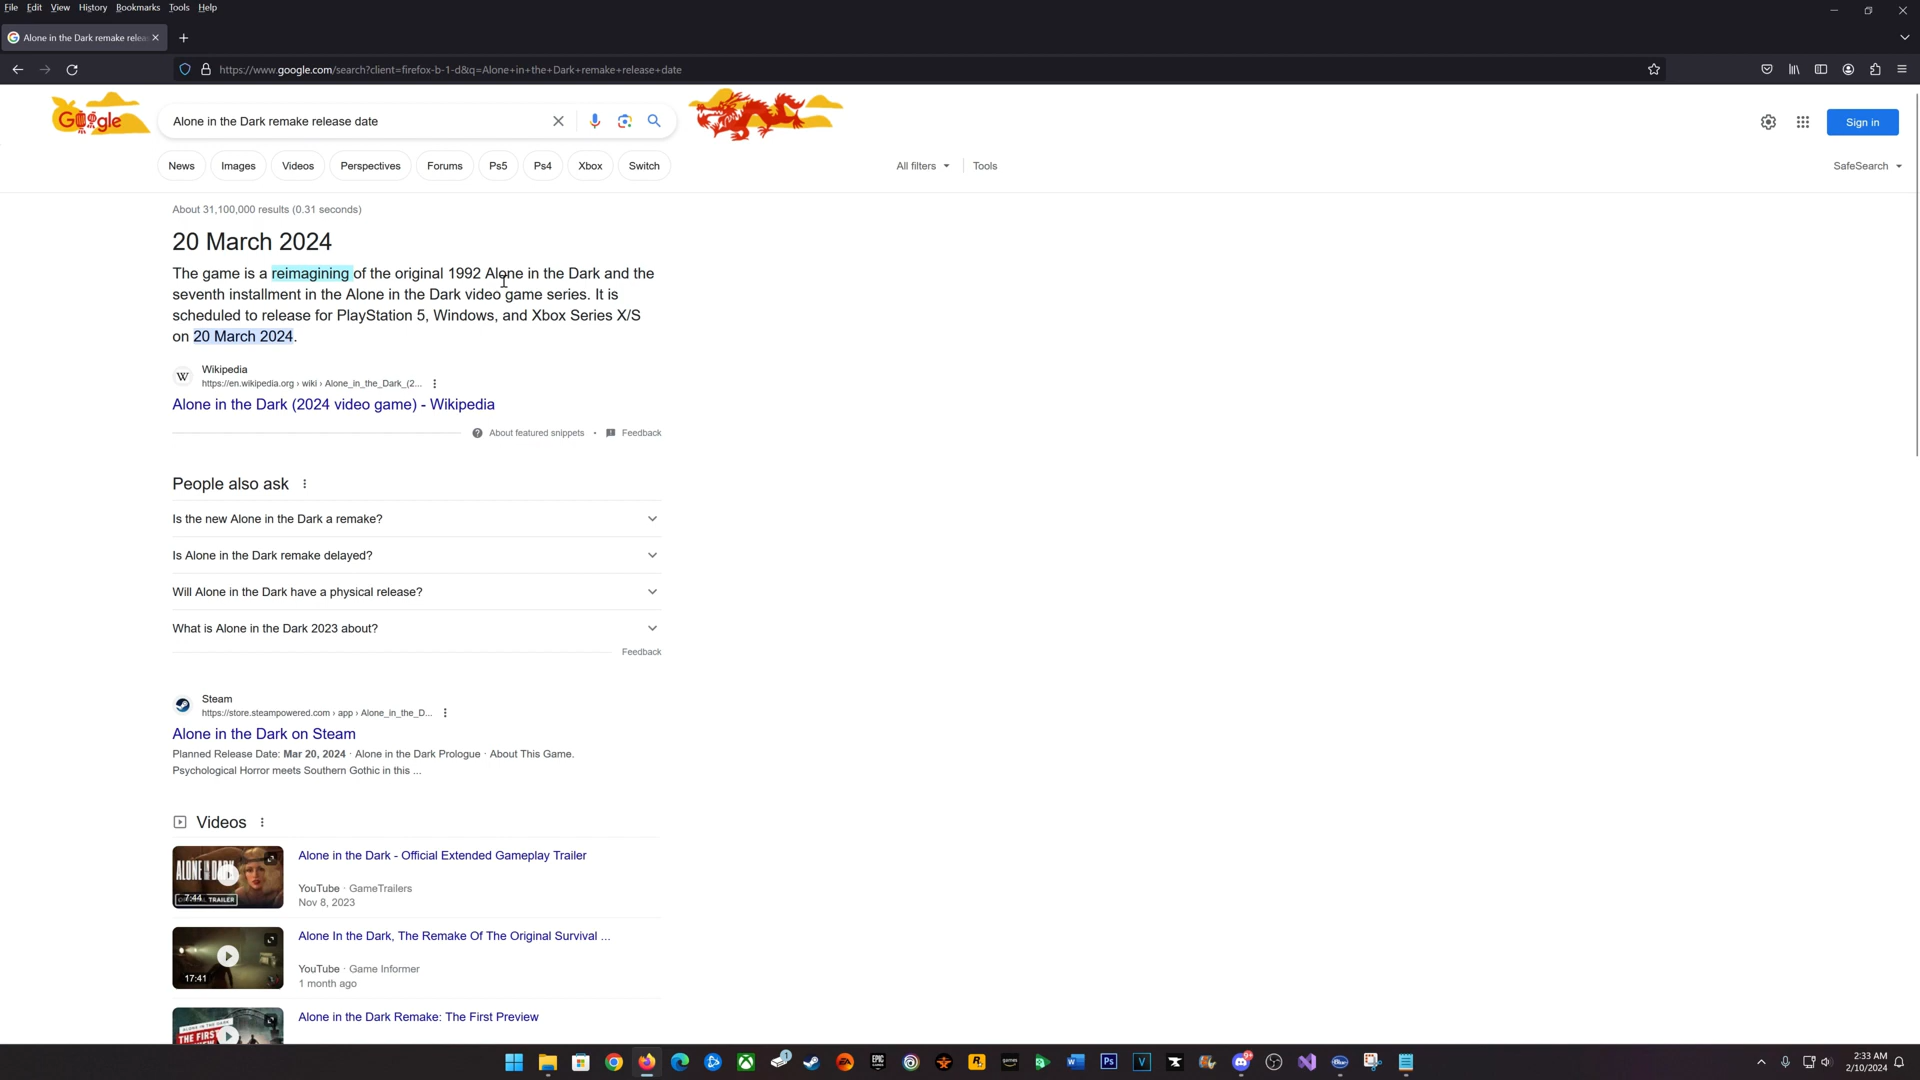 File Edit View History Bookmarks Tools Help
Alone in the Dark remake relea
https://www.google.com/search?client=firefox-b-1-d&q=Alone+in+the+Dark+remake+release+date
Google
Alone in the Dark remake release date
Sign in
News Images Videos Perspectives Forums Ps5 Ps4 Xbox Switch
All filters Tools
SafeSearch
About 31,100,000 results (0.31 seconds)
20 March 2024
The game is a reimagining of the original 1992 Alone in the Dark and the
seventh installment in the Alone in the Dark video game series. It is
scheduled to release for PlayStation 5, Windows, and Xbox Series X/S
on 20 March 2024.
W
Wikipedia
https://en.wikipedia.org › wiki › Alone_in_the_Dark_(2...
Alone in the Dark (2024 video game) - Wikipedia
About featured snippets • Feedback
People also ask
Is the new Alone in the Dark a remake?
Is Alone in the Dark remake delayed?
Will Alone in the Dark have a physical release?
What is Alone in the Dark 2023 about?
Feedback
Steam
https://store.steampowered.com › app › Alone_in_the_D...
Alone in the Dark on Steam
Planned Release Date: Mar 20, 2024 · Alone in the Dark Prologue · About This Game.
Psychological Horror meets Southern Gothic in this ...
Videos
Alone in the Dark - Official Extended Gameplay Trailer
YouTube · GameTrailers
Nov 8, 2023
7:44
TRAILER
Alone In the Dark, The Remake Of The Original Survival ...
YouTube · Game Informer
1 month ago
17:41
Alone in the Dark Remake: The First Preview
THE FIRST
2:33 AM
2/10/2024